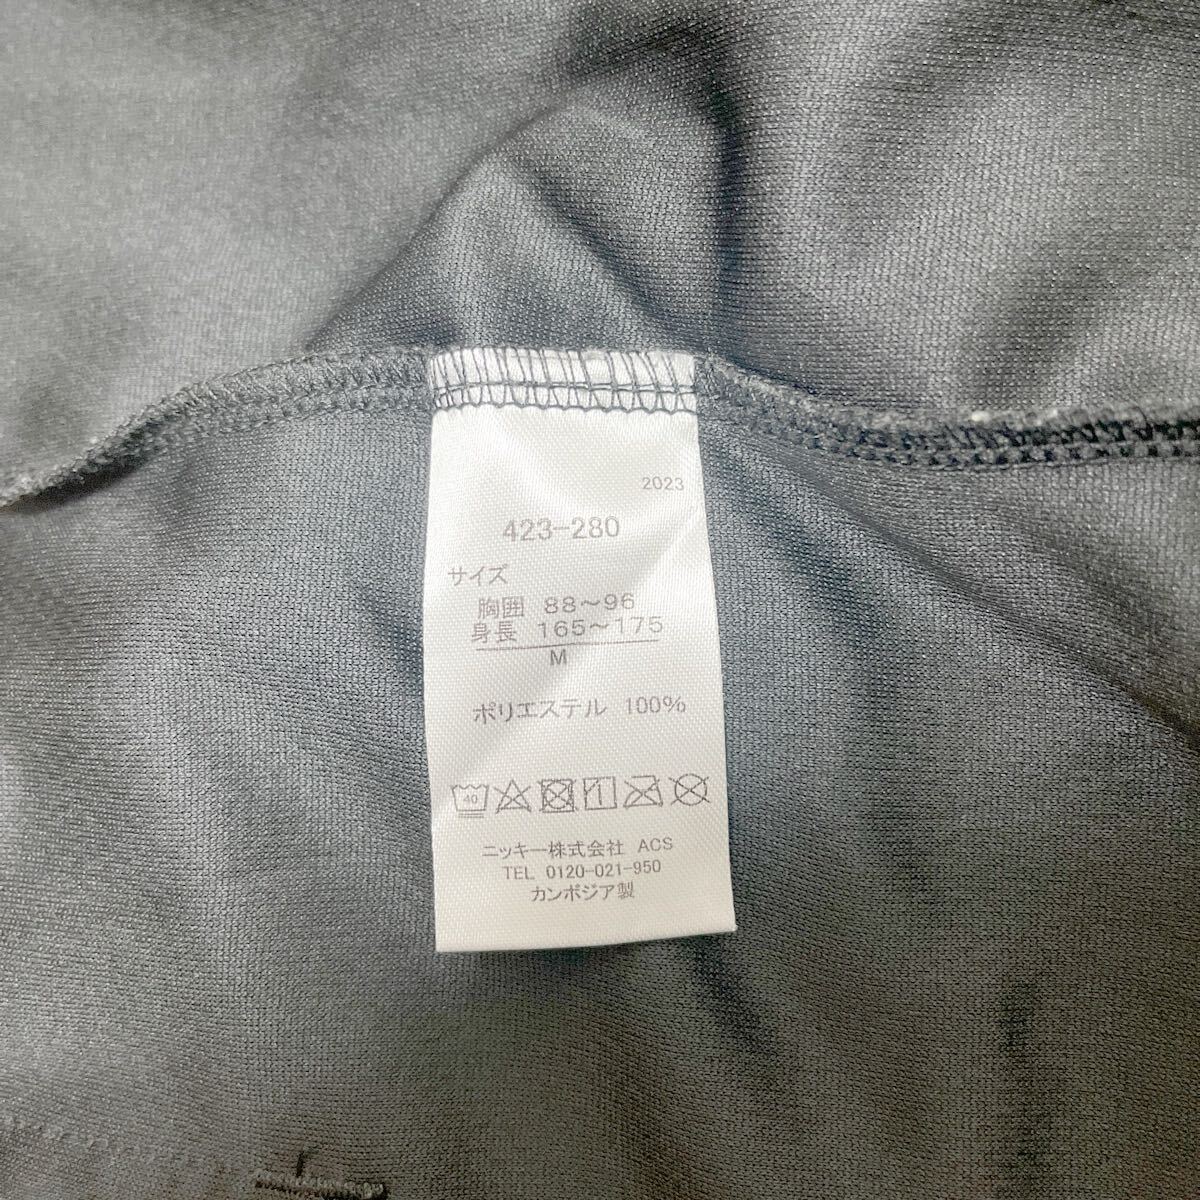 2023
423-280
サイズ
胸囲 88～96
身長 165～175
M
ポリエステル 100%
40
ニッキー株式会社 ACS
TEL 0120-021-950
カンボジア製